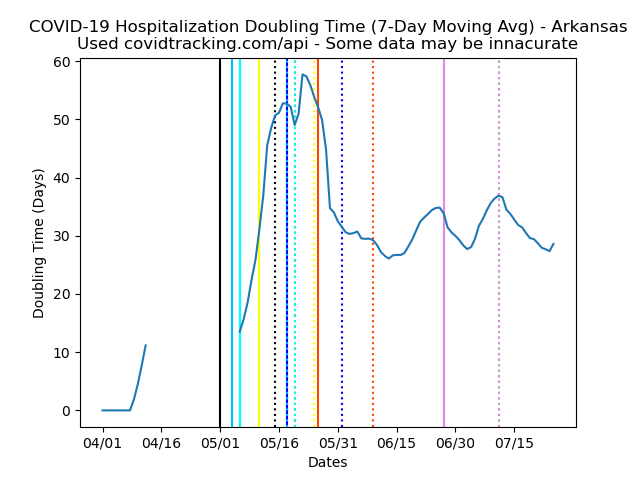 COVID-19 Hospitalization Doubling Time (7-Day Moving Avg) - Arkansas
Used covidtracking.com/api - Some data may be innacurate
60
50
40
30
20
10
0
Doubling Time (Days)
04/01 04/16 05/01 05/16 05/31 06/15 06/30 07/15
Dates